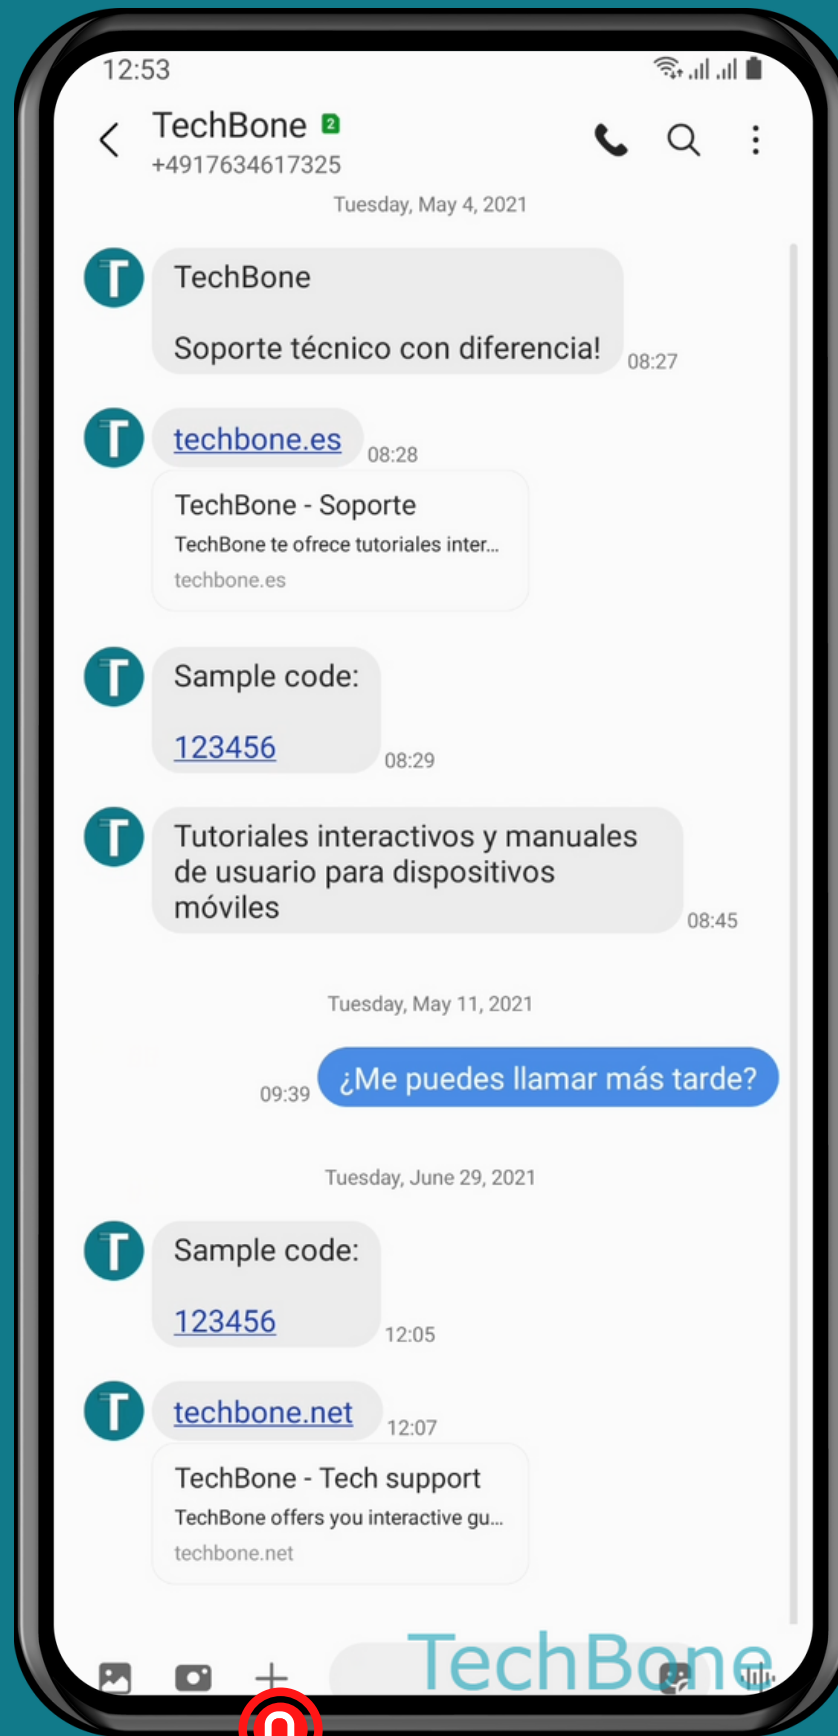 12:53
TechBone 2
+4917634617325
Tuesday, May 4, 2021
T
TechBone
Soporte técnico con diferencia!
08:27
T
techbone.es
08:28
TechBone - Soporte
TechBone te ofrece tutoriales inter...
techbone.es
T
Sample code:
123456
08:29
T
Tutoriales interactivos y manuales
de usuario para dispositivos
móviles
08:45
Tuesday, May 11, 2021
09:39
¿Me puedes llamar más tarde?
Tuesday, June 29, 2021
T
Sample code:
123456
12:05
T
techbone.net
12:07
TechBone - Tech support
TechBone offers you interactive gu...
techbone.net
TechBone